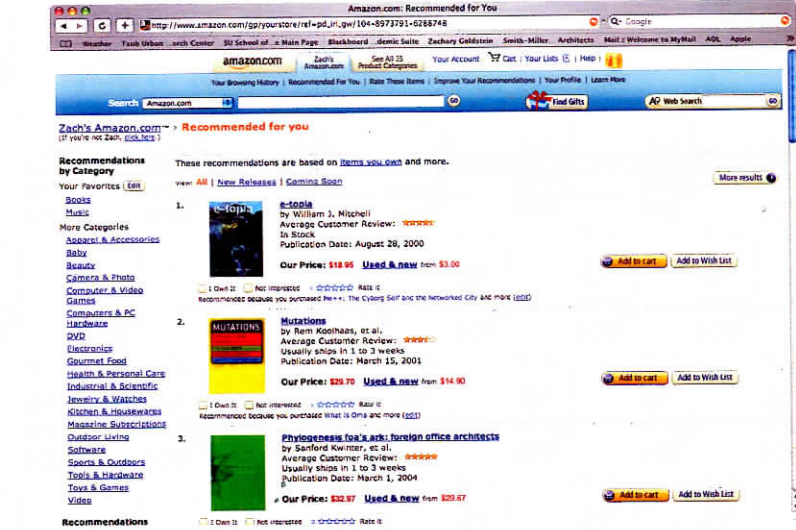 Amazon.com: Recommended for You
http://www.amazon.com/gp/yourstore/ref=pd_irl_gw/104-8973791-6288748
Google
Weather Taub Urban arch Center SU School of...e Main Page Blackboard ...demic Suite Zachary Goldstein Smith-Miller Architects Mail :: Welcome to MyMail AOL Apple
amazon.com Zach's Amazon.com See All 35 Product Categories Your Account Cart | Your Lists | Help |
Your Browsing History | Recommended For You | Rate These Items | Improve Your Recommendations | Your Profile | Learn More
Search Amazon.com GO Find Gifts A9 Web Search GO
Zach's Amazon.com™ > Recommended for you
(If you're not Zach, click here.)
Recommendations by Category
Your Favorites Edit
Books
Music
More Categories
Apparel & Accessories
Baby
Beauty
Camera & Photo
Computer & Video Games
Computers & PC Hardware
DVD
Electronics
Gourmet Food
Health & Personal Care
Industrial & Scientific
Jewelry & Watches
Kitchen & Housewares
Magazine Subscriptions
Outdoor Living
Software
Sports & Outdoors
Tools & Hardware
Toys & Games
Video
Recommendations
These recommendations are based on items you own and more.
view: All | New Releases | Coming Soon
More results
1.
e-topia
e-topia
by William J. Mitchell
Average Customer Review:
In Stock
Publication Date: August 28, 2000
Our Price: $18.95 Used & new from $3.00
Add to cart Add to Wish List
I Own It Not interested Rate it
Recommended because you purchased Me++: The Cyborg Self and the Networked City and more (edit)
2.
MUTATIONS
Mutations
by Rem Koolhaas, et al.
Average Customer Review:
Usually ships in 1 to 3 weeks
Publication Date: March 15, 2001
Our Price: $29.70 Used & new from $14.90
Add to cart Add to Wish List
I Own It Not interested Rate it
Recommended because you purchased What is Oma and more (edit)
3.
Phylogenesis foa's ark: foreign office architects
by Sanford Kwinter, et al.
Average Customer Review:
Usually ships in 1 to 3 weeks
Publication Date: March 1, 2004
Our Price: $32.97 Used & new from $29.67
Add to cart Add to Wish List
I Own It Not interested Rate it